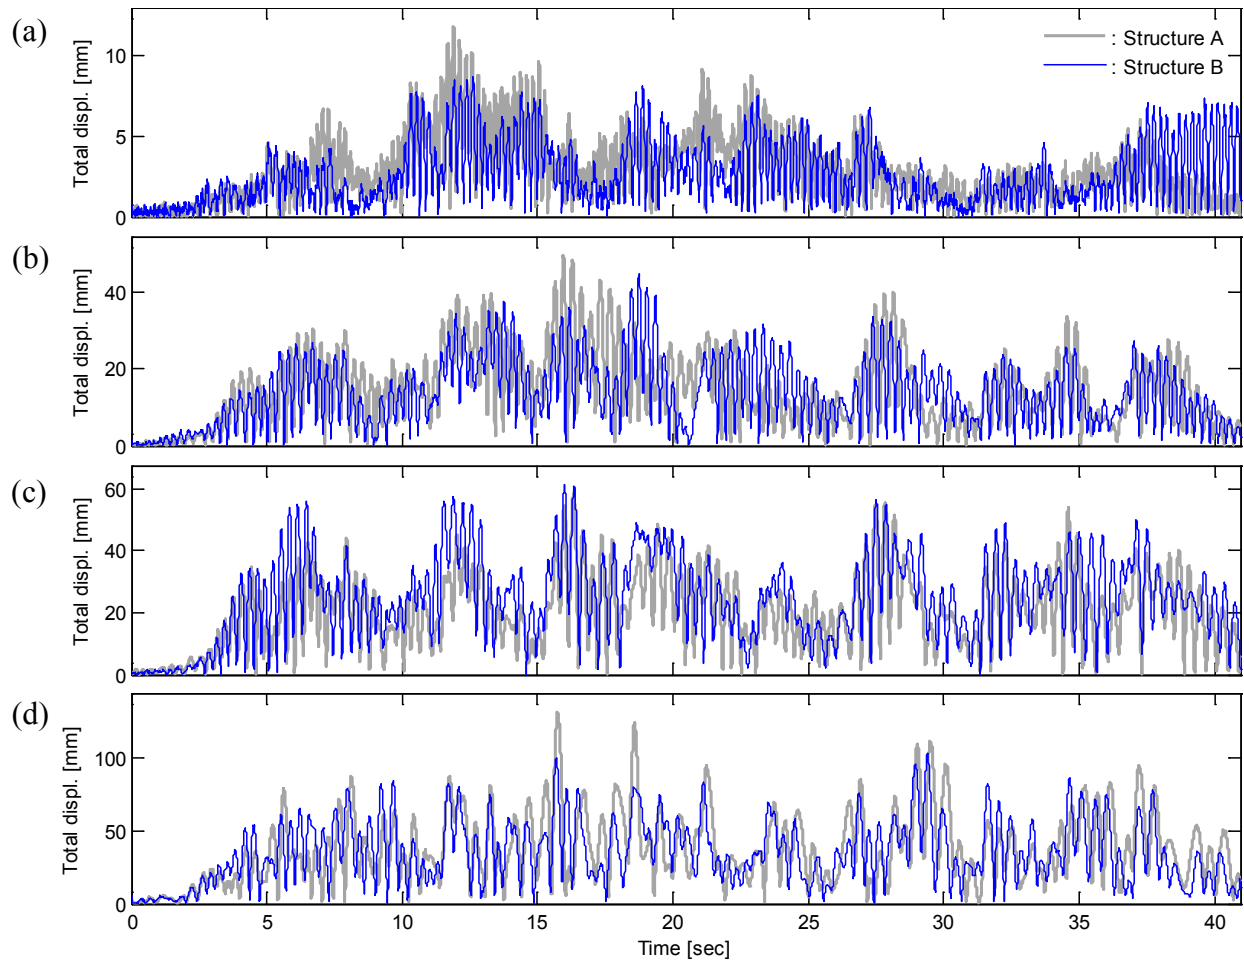 (a)
Total displ. [mm]
10
5
0
: Structure A
: Structure B
(b)
Total displ. [mm]
40
20
0
(c)
Total displ. [mm]
60
40
20
0
(d)
Total displ. [mm]
100
50
0
0 5 10 15 20 25 30 35 40
Time [sec]